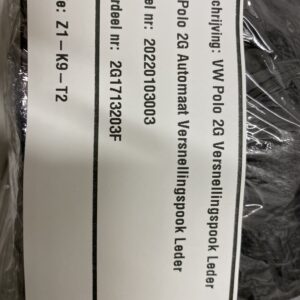 schrijving: VW Polo 2G Versnellingspook Leder
Polo 2G Automaat Versnellingspook Leder
el nr: 20220103003
rdeel nr: 2G1713203F
e: Z1-K9-T2